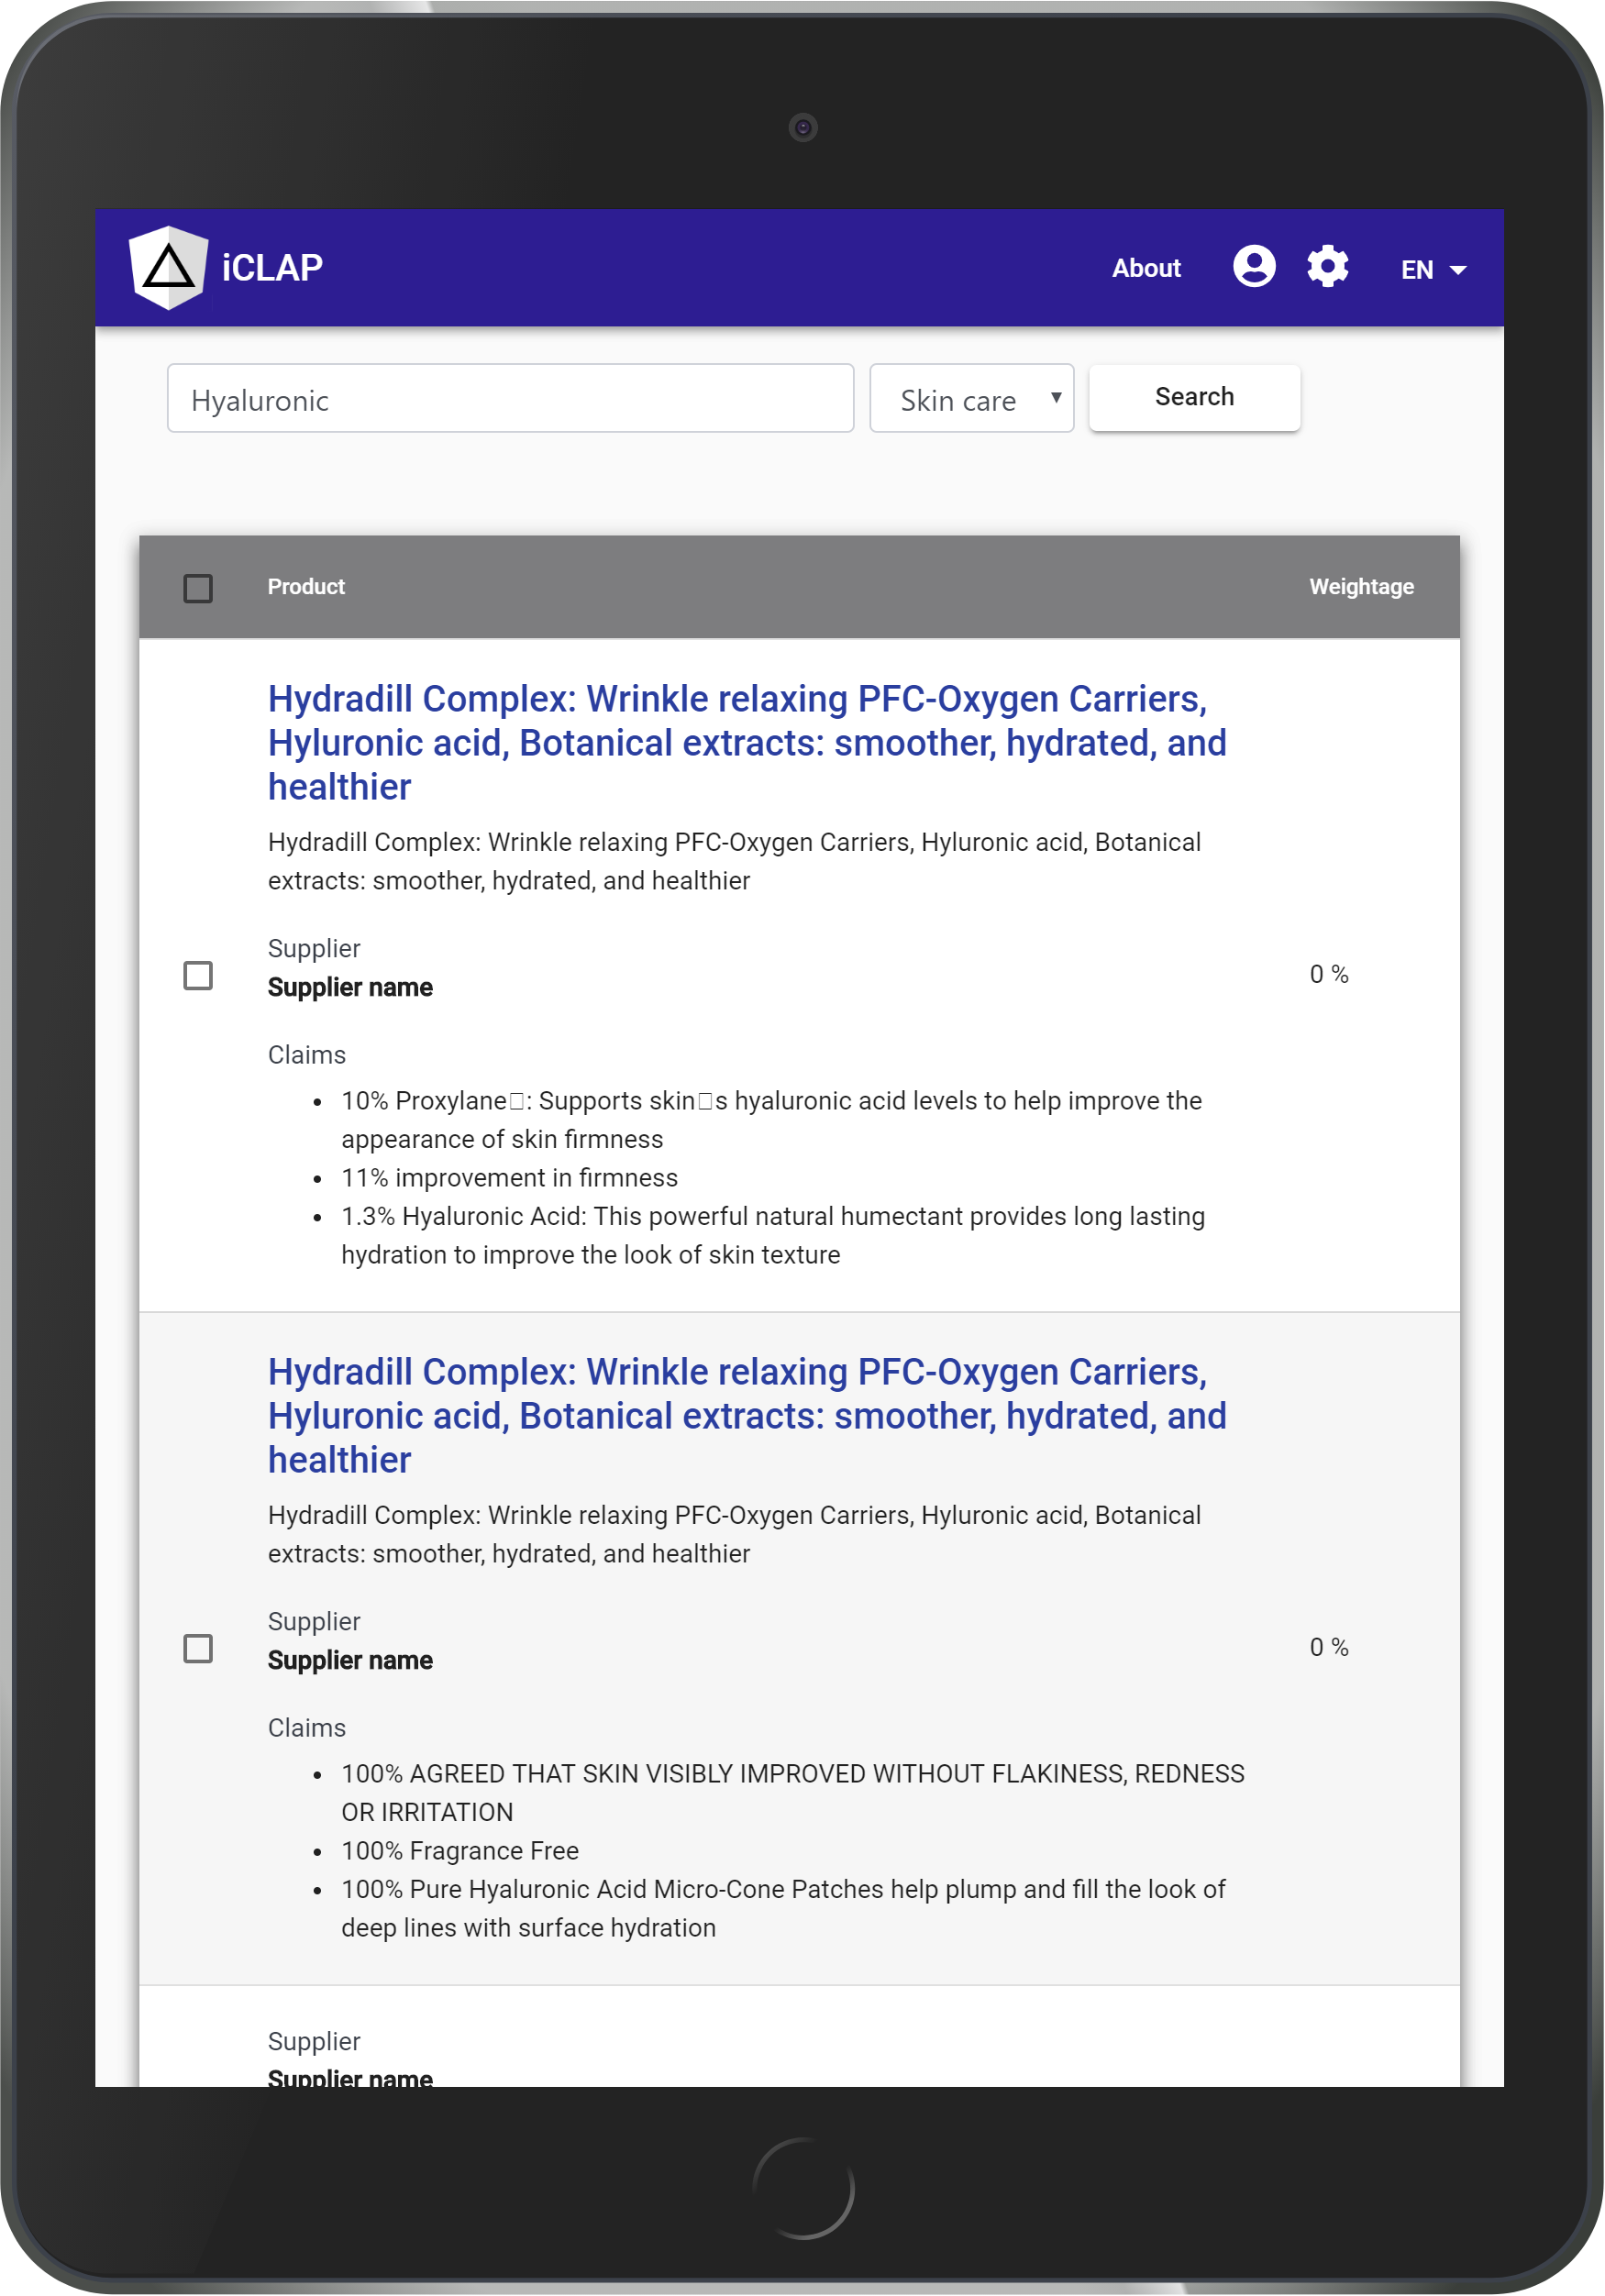 iCLAP
About
EN
Hyaluronic
Skin care
Search
Product
Weightage
Hydradill Complex: Wrinkle relaxing PFC-Oxygen Carriers,
Hyluronic acid, Botanical extracts: smoother, hydrated, and
healthier
Hydradill Complex: Wrinkle relaxing PFC-Oxygen Carriers, Hyluronic acid, Botanical
extracts: smoother, hydrated, and healthier
Supplier
Supplier name
0 %
Claims
• 10% Proxylane□: Supports skin□s hyaluronic acid levels to help improve the
appearance of skin firmness
• 11% improvement in firmness
• 1.3% Hyaluronic Acid: This powerful natural humectant provides long lasting
hydration to improve the look of skin texture
Hydradill Complex: Wrinkle relaxing PFC-Oxygen Carriers,
Hyluronic acid, Botanical extracts: smoother, hydrated, and
healthier
Hydradill Complex: Wrinkle relaxing PFC-Oxygen Carriers, Hyluronic acid, Botanical
extracts: smoother, hydrated, and healthier
Supplier
Supplier name
0 %
Claims
• 100% AGREED THAT SKIN VISIBLY IMPROVED WITHOUT FLAKINESS, REDNESS
OR IRRITATION
• 100% Fragrance Free
• 100% Pure Hyaluronic Acid Micro-Cone Patches help plump and fill the look of
deep lines with surface hydration
Supplier
Supplier name